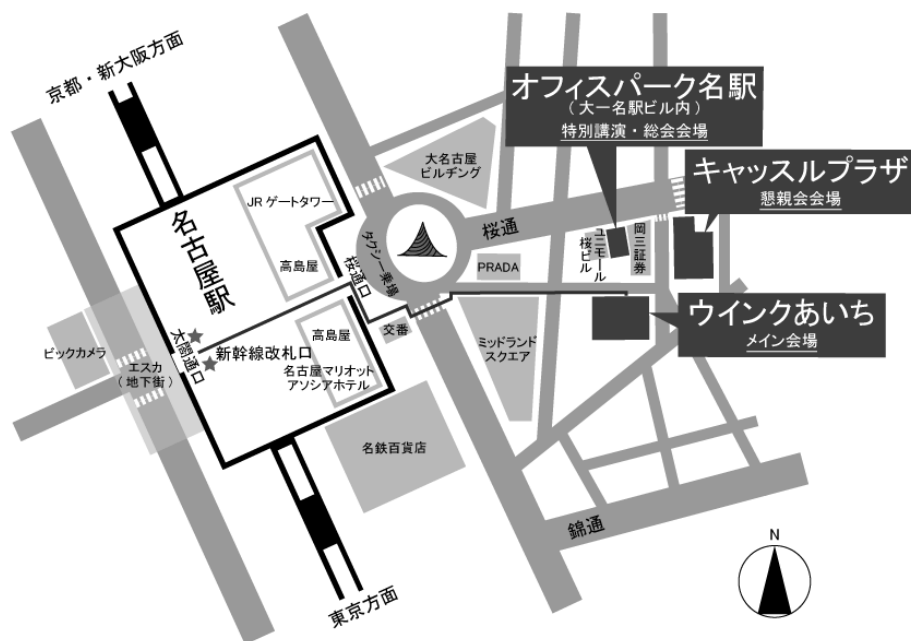 京都・新大阪方面
オフィスパーク名駅
（大一名駅ビル内）
特別講演・総会会場
キャッスルプラザ
懇親会会場
大名古屋
ビルヂング
JRゲートタワー
名古屋駅
高島屋
桜通口
タクシー乗場
桜通
PRADA
ユニモール
桜ビル
岡三証券
ウインクあいち
メイン会場
交番
ミッドランド
スクエア
高島屋
新幹線改札口
名古屋マリオット
アソシアホテル
太閤通口
ビックカメラ
エスカ
（地下街）
名鉄百貨店
錦通
東京方面
N